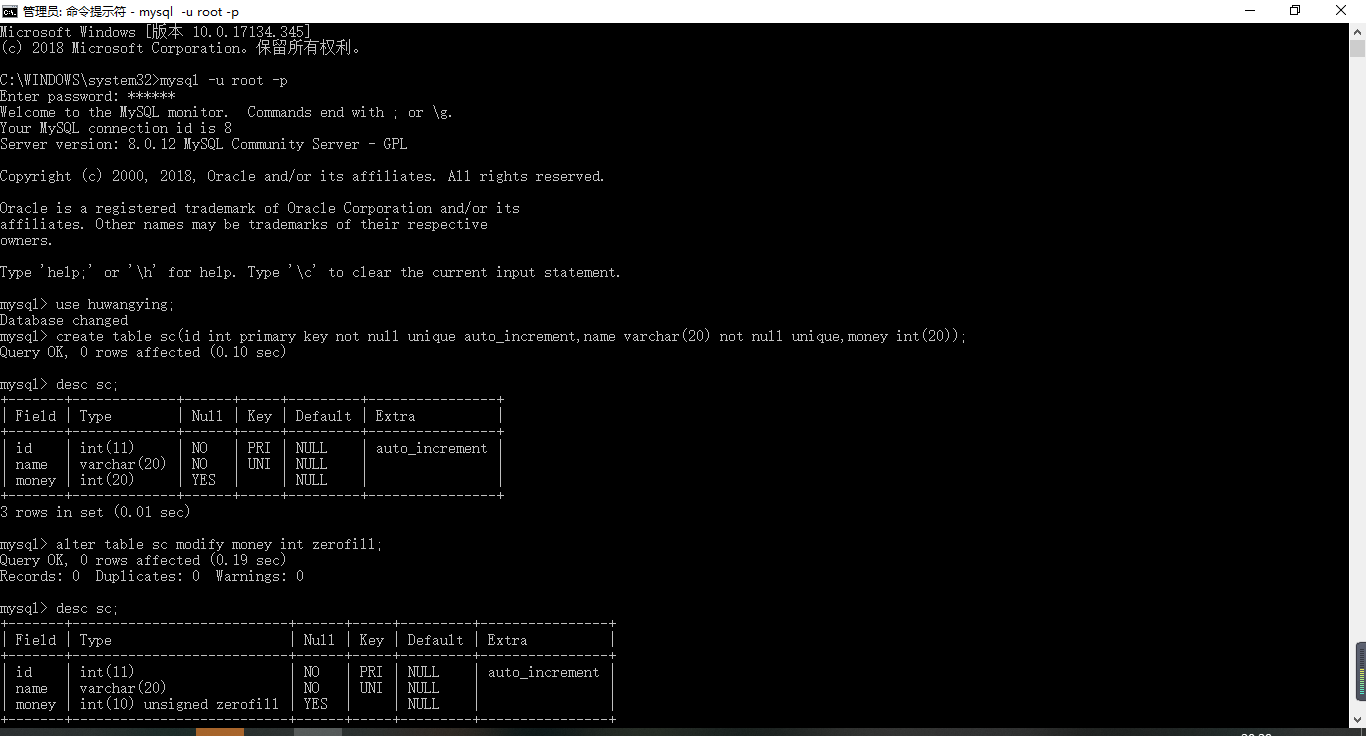 管理员: 命令提示符 - mysql  -u root -p
Microsoft Windows [版本 10.0.17134.345]
(c) 2018 Microsoft Corporation。保留所有权利。
C:\WINDOWS\system32>mysql -u root -p
Enter password: ******
Welcome to the MySQL monitor.  Commands end with ; or \g.
Your MySQL connection id is 8
Server version: 8.0.12 MySQL Community Server - GPL
Copyright (c) 2000, 2018, Oracle and/or its affiliates. All rights reserved.
Oracle is a registered trademark of Oracle Corporation and/or its
affiliates. Other names may be trademarks of their respective
owners.
Type 'help;' or '\h' for help. Type '\c' to clear the current input statement.
mysql> use huwangying;
Database changed
mysql> create table sc(id int primary key not null unique auto_increment,name varchar(20) not null unique,money int(20));
Query OK, 0 rows affected (0.10 sec)
mysql> desc sc;
+-------+-------------+------+-----+---------+----------------+
| Field | Type        | Null | Key | Default | Extra          |
+-------+-------------+------+-----+---------+----------------+
| id    | int(11)     | NO   | PRI | NULL    | auto_increment |
| name  | varchar(20) | NO   | UNI | NULL    |                |
| money | int(20)     | YES  |     | NULL    |                |
+-------+-------------+------+-----+---------+----------------+
3 rows in set (0.01 sec)
mysql> alter table sc modify money int zerofill;
Query OK, 0 rows affected (0.19 sec)
Records: 0  Duplicates: 0  Warnings: 0
mysql> desc sc;
+-------+---------------------------+------+-----+---------+----------------+
| Field | Type                      | Null | Key | Default | Extra          |
+-------+---------------------------+------+-----+---------+----------------+
| id    | int(11)                   | NO   | PRI | NULL    | auto_increment |
| name  | varchar(20)               | NO   | UNI | NULL    |                |
| money | int(10) unsigned zerofill | YES  |     | NULL    |                |
+-------+---------------------------+------+-----+---------+----------------+